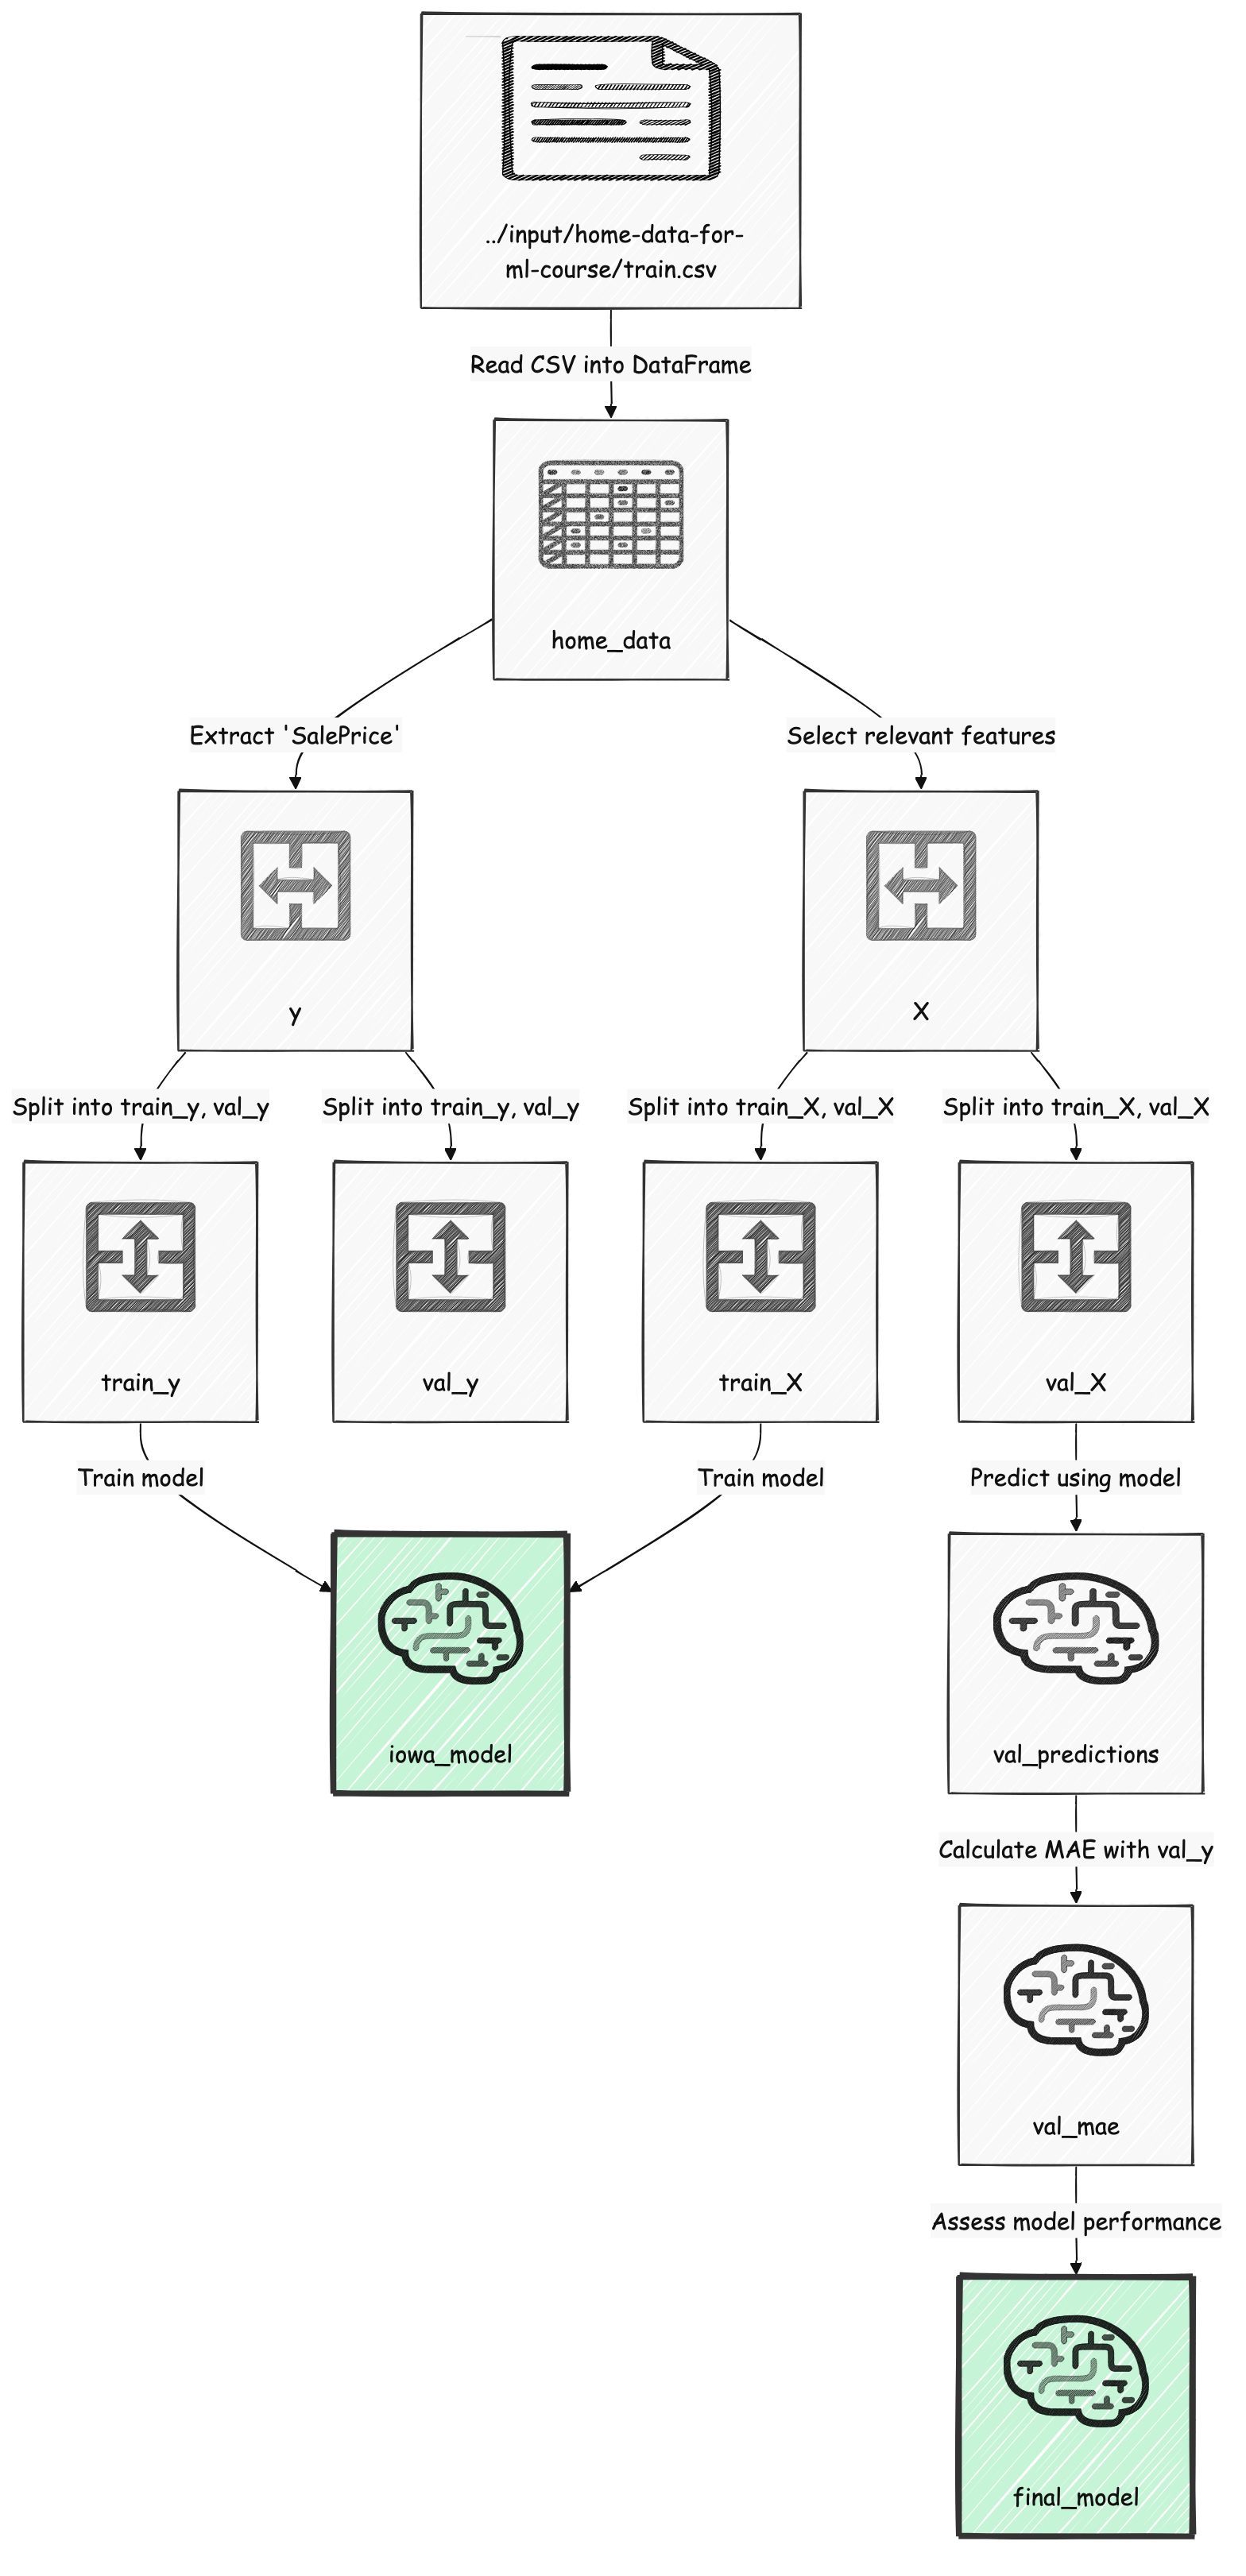 ../input/home-data-for-
ml-course/train.csv
Read CSV into DataFrame
home_data
Extract 'SalePrice'
Select relevant features
y
X
Split into train_y, val_y
Split into train_y, val_y
Split into train_X, val_X
Split into train_X, val_X
train_y
val_y
train_X
val_X
Train model
Train model
Predict using model
iowa_model
val_predictions
Calculate MAE with val_y
val_mae
Assess model performance
final_model